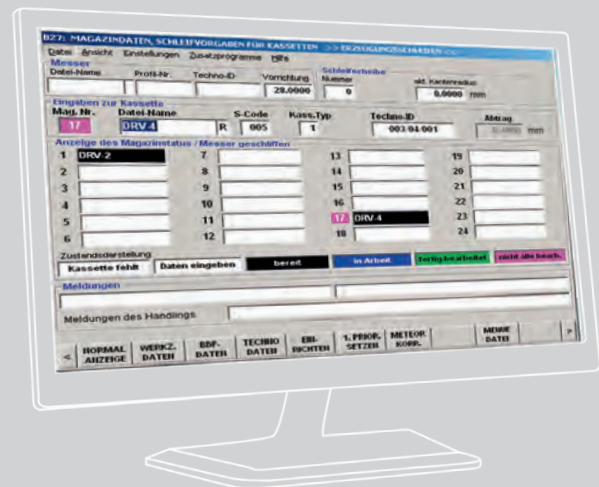 B27: MAGAZINDATEN, SCHLEIFVORGABEN FÜR KASSETTEN >> ERZEUGUNGSSCHLEIFEN <<
Datei Ansicht Einstellungen Zusatzprogramme Hilfe
Messer Schleifscheibe
Datei-Name Profil-Nr. Techno-ID Vorrichtung Nummer akt. Kantenradius
28.0000 0 0.0000 mm
Eingaben zur Kassette
Mag. Nr. Datei-Name S-Code Kass.Typ Techno-ID Abtrag
17 DRV-4 R 005 1 003/04/001 mm
Anzeige des Magazinstatus / Messer geschliffen
1 DRV-2 7 13 19
2 8 14 20
3 9 15 21
4 10 16 22
5 11 17 DRV-4 23
6 12 18 24
Zustandsdarstellung
Kassette fehlt Daten eingeben bereit in Arbeit fertig bearbeitet nicht alle bearb.
Meldungen
Meldungen des Handlings
< NORMAL ANZEIGE WERKZ. DATEN BDF- DATEN TECHNO DATEN EIN- RICHTEN 1. PRIOR. SETZEN METEOR KORR. MEINE DATEI >